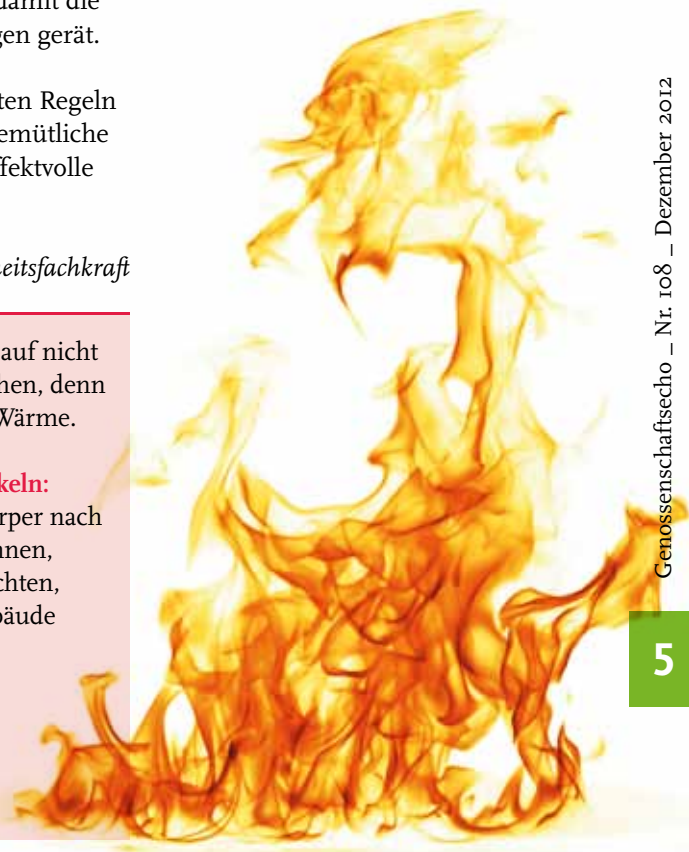 damit die
gen gerät.
ten Regeln
emütliche
fektvolle
eitsfachkraft
auf nicht
hen, denn
Wärme.
keln:
rper nach
nnen,
chten,
bäude
Genossenschaftsecho _ Nr. 108 _ Dezember 2012
5